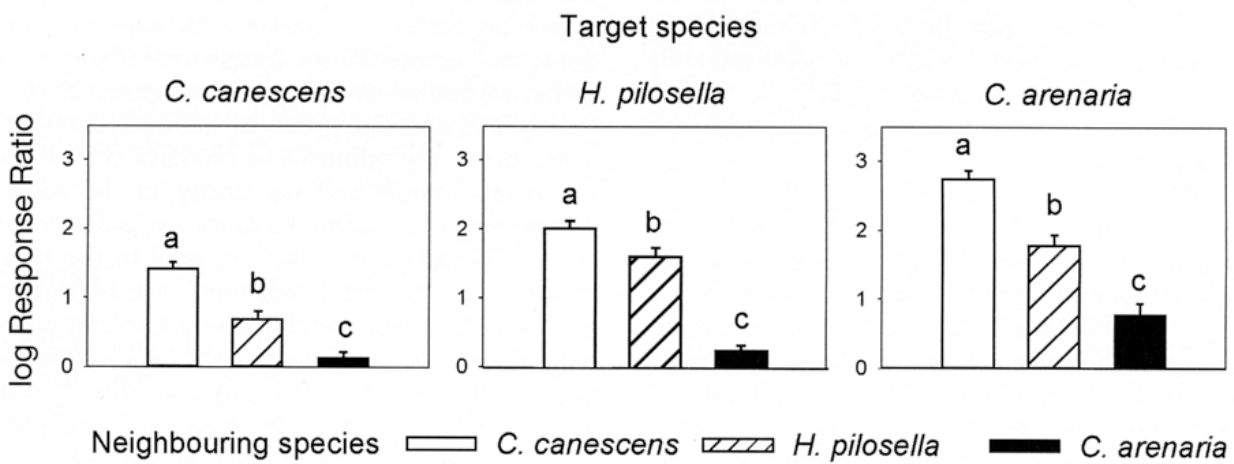 Target species
C. canescens H. pilosella C. arenaria
log Response Ratio
3
2
1
0
a
b
c
3
2
1
0
a
b
c
3
2
1
0
a
b
c
Neighbouring species C. canescens H. pilosella C. arenaria